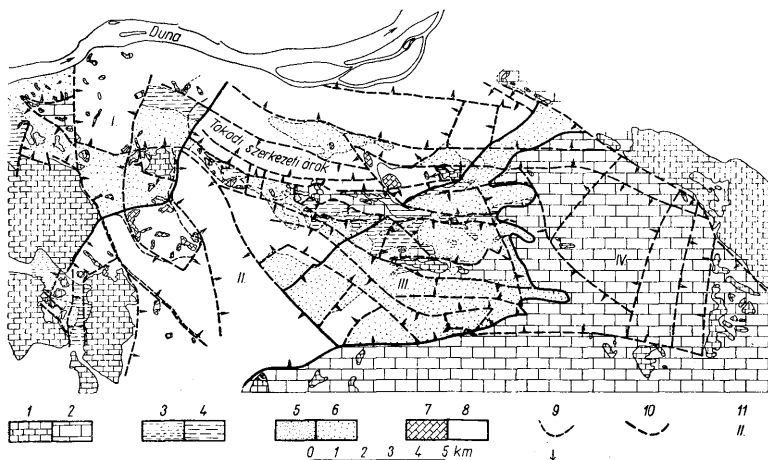 Duna
I.
Tokodi szerkezeti árok
II.
III.
IV.
1 2 3 4 5 6 7 8 9 10 11
II.
0 1 2 3 4 5 km